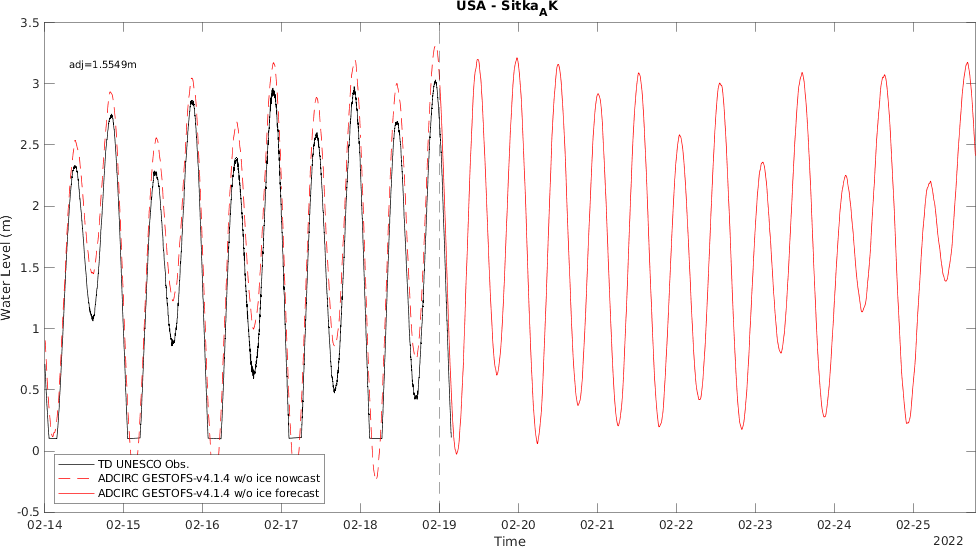 USA - Sitka_AK
3.5
adj=1.5549m
3
2.5
2
1.5
1
0.5
0
-0.5
Water Level (m)
TD UNESCO Obs.
ADCIRC GESTOFS-v4.1.4 w/o ice nowcast
ADCIRC GESTOFS-v4.1.4 w/o ice forecast
02-14 02-15 02-16 02-17 02-18 02-19 02-20 02-21 02-22 02-23 02-24 02-25
Time
2022